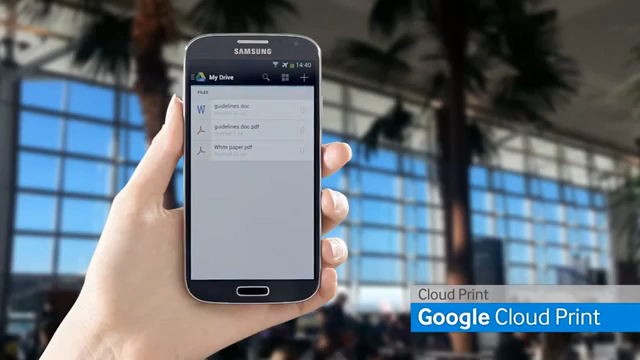 SAMSUNG
14:40
My Drive
FILES
guidelines.doc
guidelines.doc.pdf
White paper.pdf
Cloud Print
Google Cloud Print